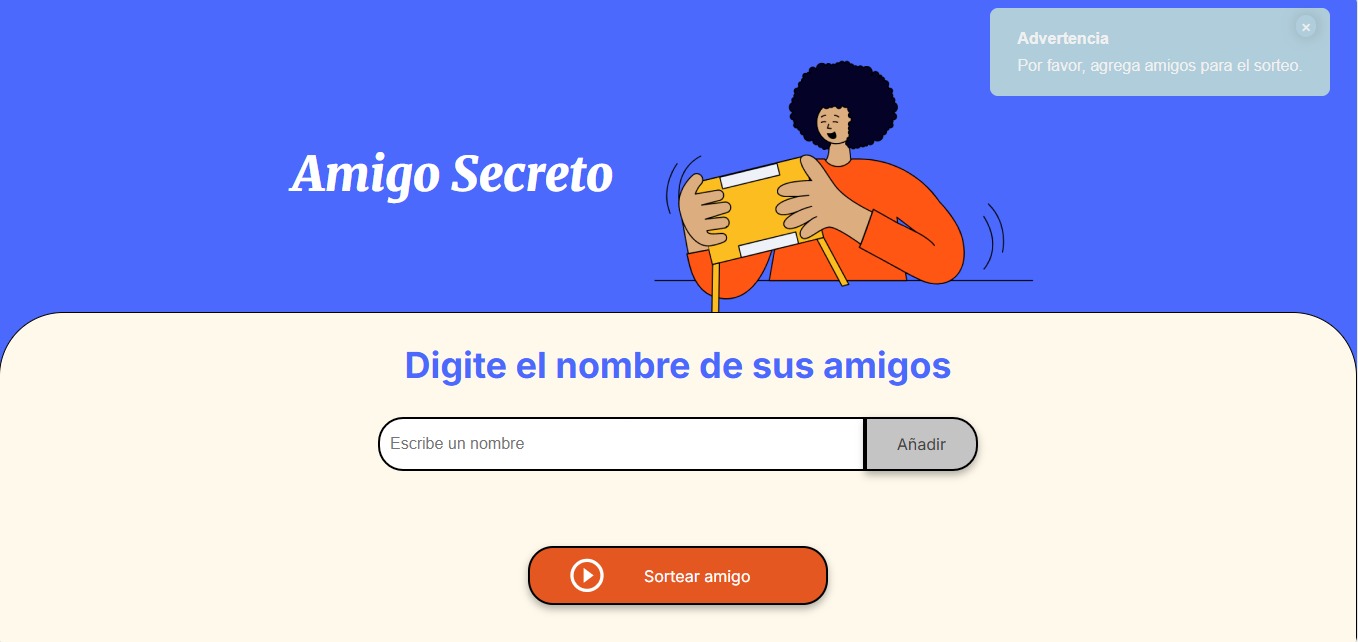 Advertencia
Por favor, agrega amigos para el sorteo.
Amigo Secreto
Digite el nombre de sus amigos
Escribe un nombre
Añadir
Sortear amigo